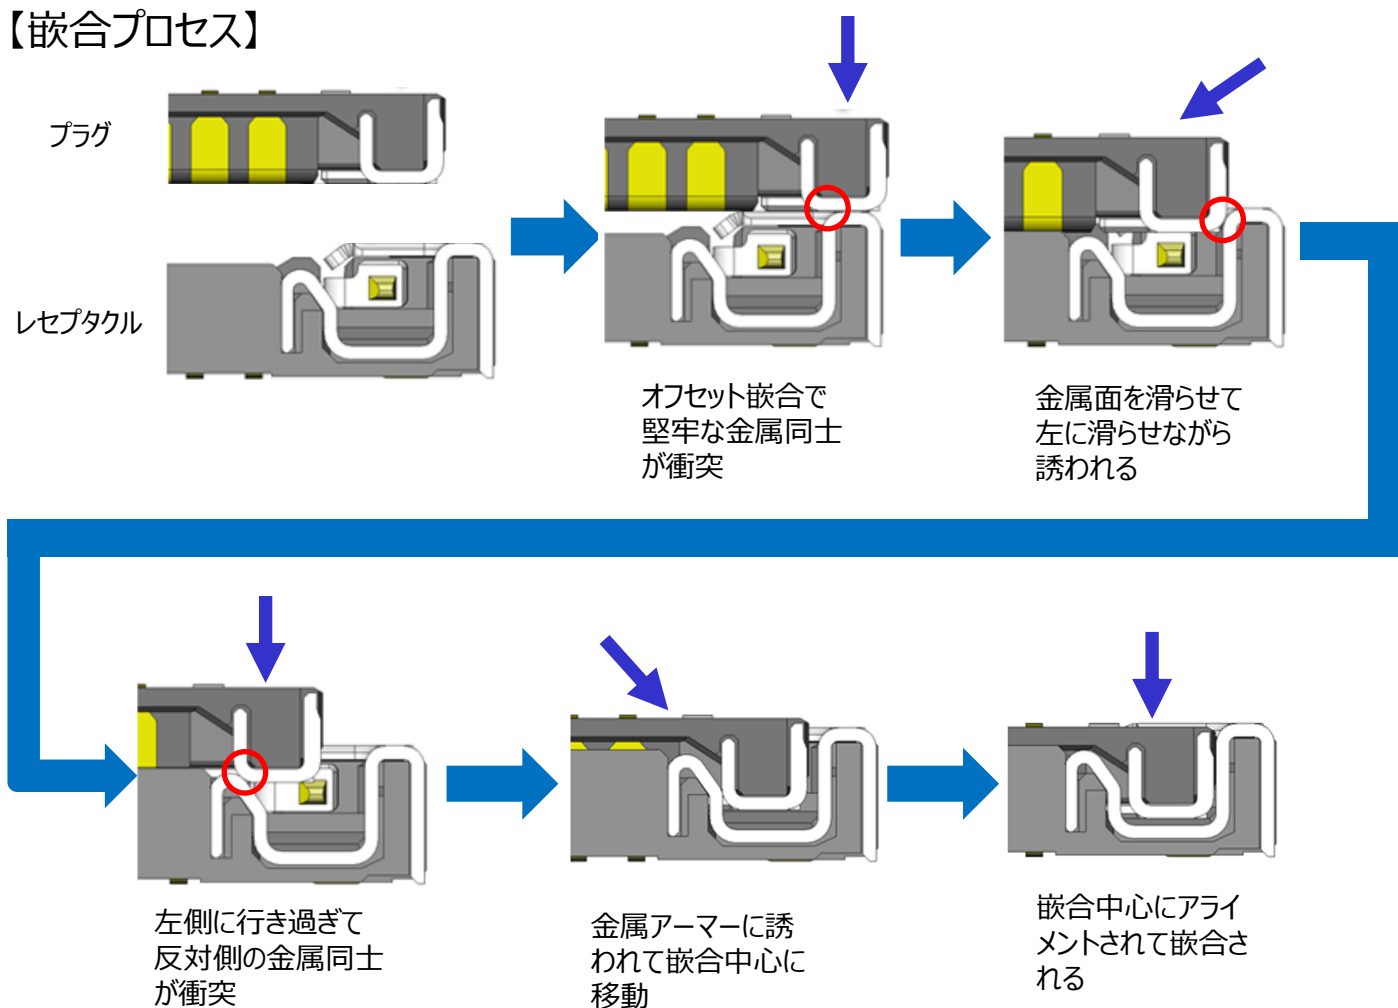 【嵌合プロセス】
プラグ
レセプタクル
オフセット嵌合で
堅牢な金属同士
が衝突
金属面を滑らせて
左に滑らせながら
誘われる
左側に行き過ぎて
反対側の金属同士
が衝突
金属アーマーに誘
われて嵌合中心に
移動
嵌合中心にアライ
メントされて嵌合さ
れる